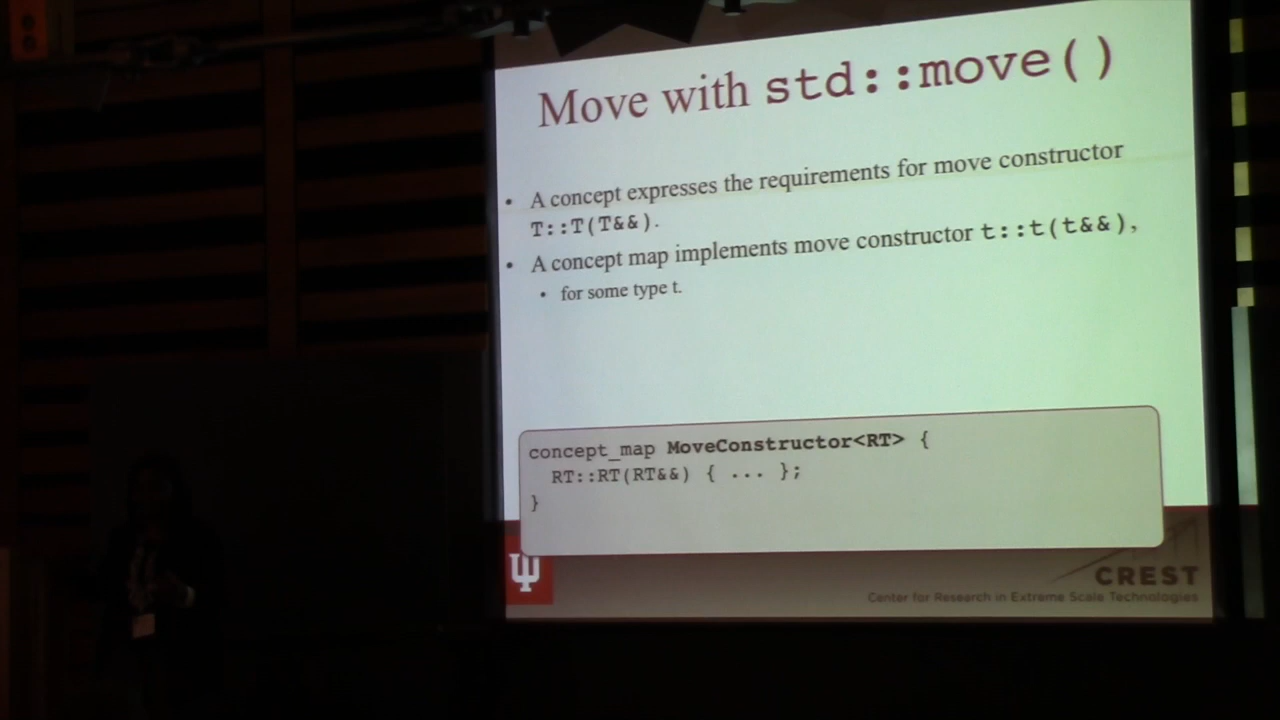 Move with std::move()
• A concept expresses the requirements for move constructor
T::T(T&&).
• A concept map implements move constructor t::t(t&&),
• for some type t.
concept_map MoveConstructor<RT> {
RT::RT(RT&&) { ... };
}
CREST
Center for Research in Extreme Scale Technologies